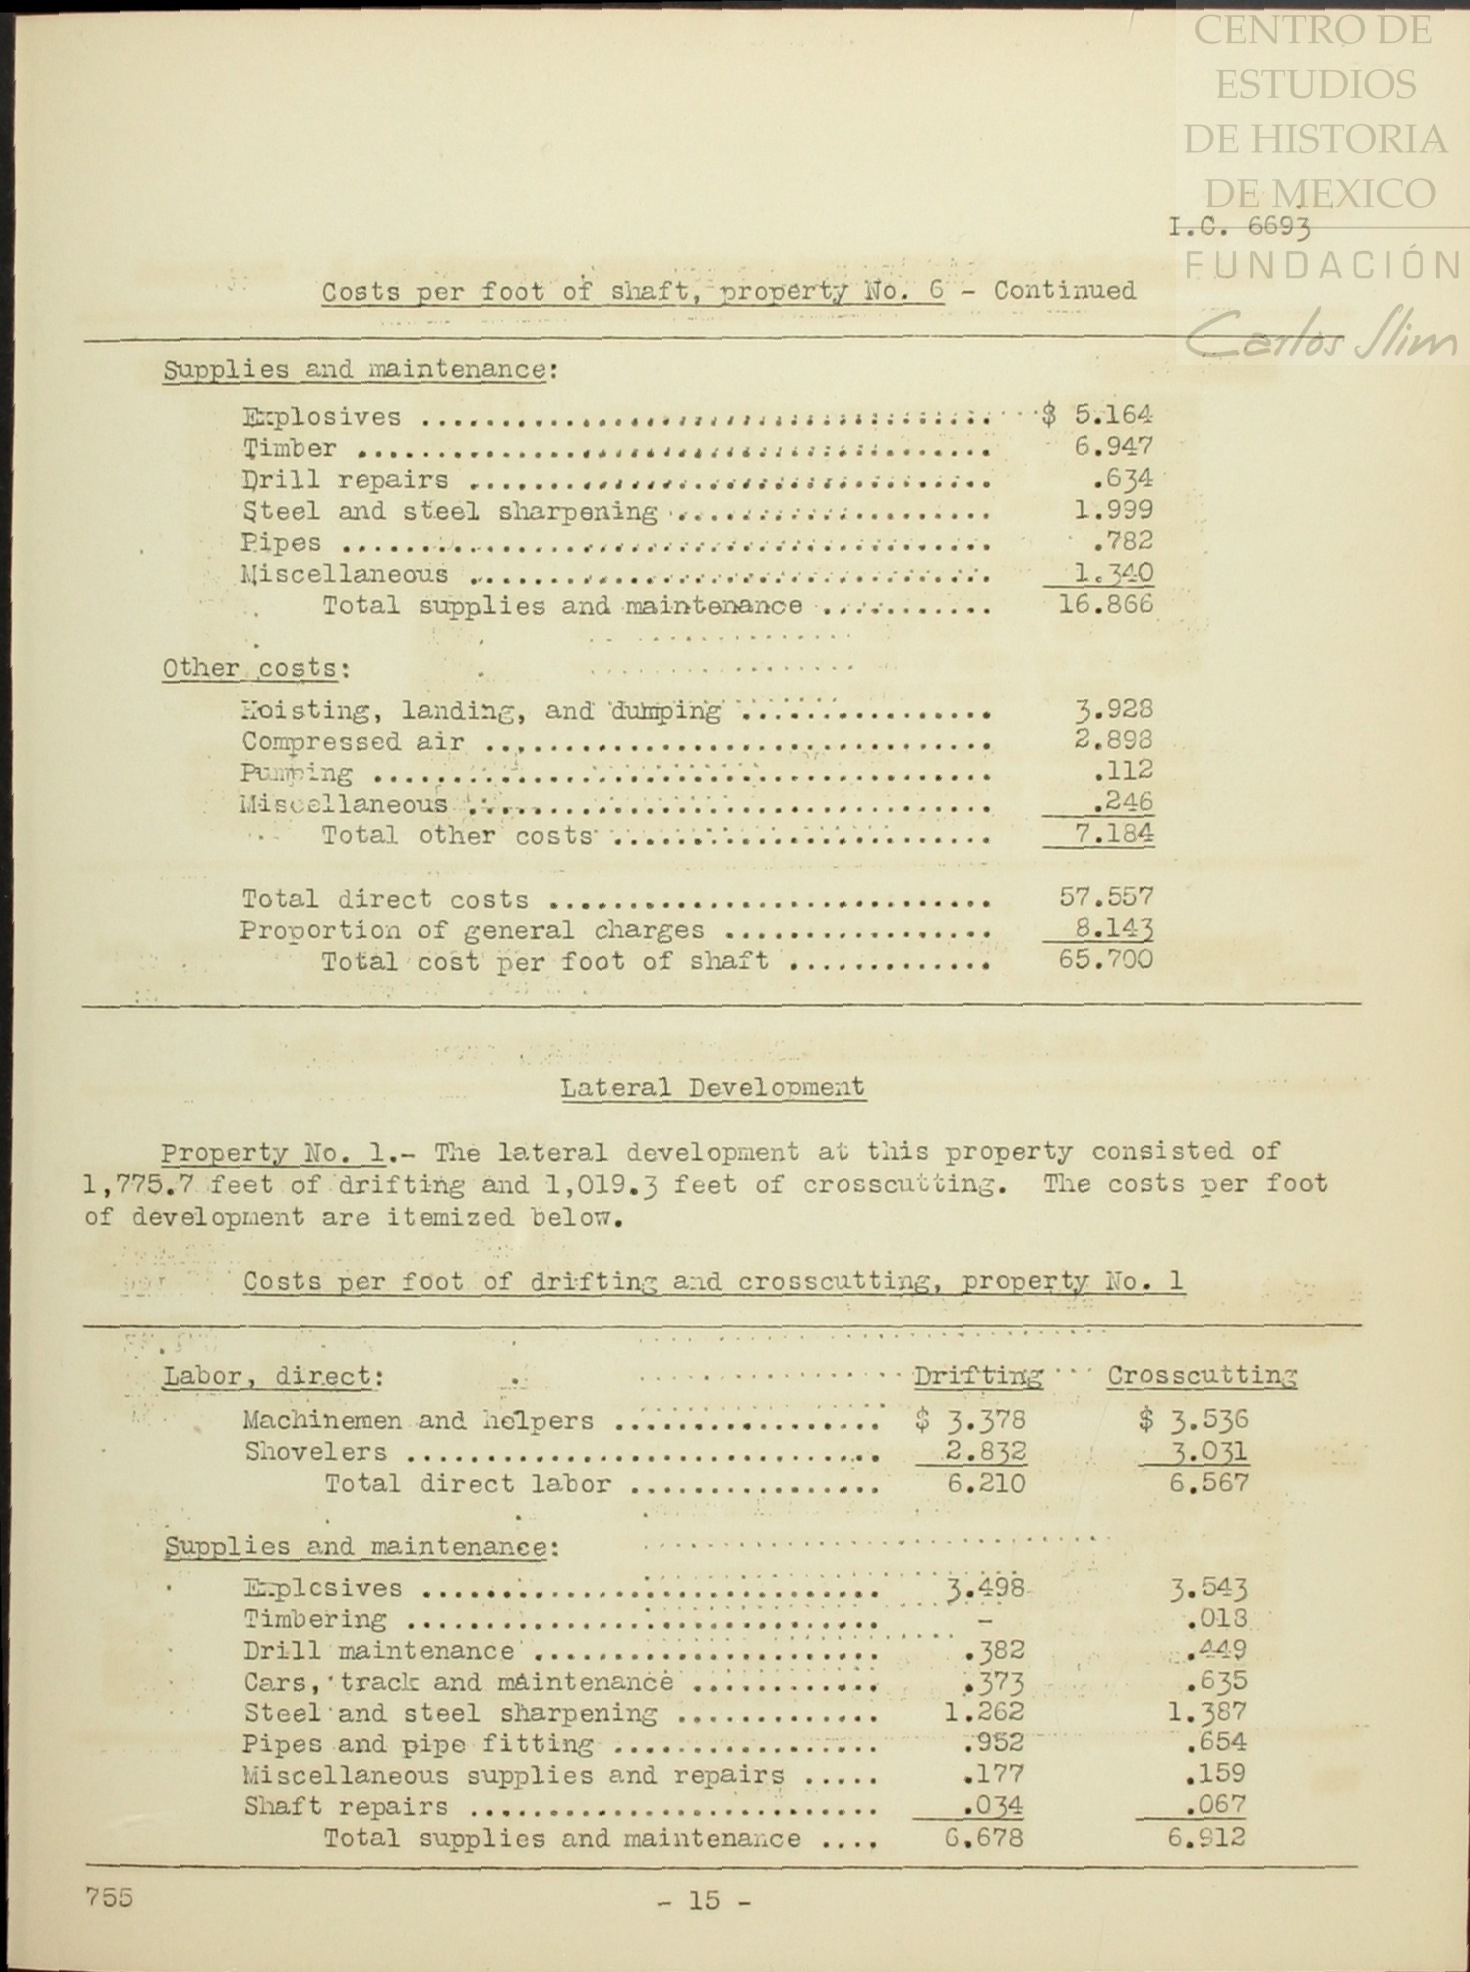 CENTRO DE
ESTUDIOS
DE HISTORIA
DE MEXICO
I.C. 6693
FUNDACIÓN
Carlos Slim
Costs per foot of shaft, property No. 6 - Continued
Supplies and maintenance:
Explosives .................................... $ 5.164
Timber ........................................ 6.947
Drill repairs ................................. .634
Steel and steel sharpening .................... 1.999
Pipes ......................................... .782
Miscellaneous ................................. 1.340
Total supplies and maintenance ........... 16.866
Other costs:
Hoisting, landing, and dumping ................ 3.928
Compressed air ................................ 2.898
Pumping ....................................... .112
Miscellaneous ................................. .246
Total other costs ........................ 7.184
Total direct costs ............................ 57.557
Proportion of general charges ................. 8.143
Total cost per foot of shaft ............. 65.700
Lateral Development
Property No. 1.- The lateral development at this property consisted of
1,775.7 feet of drifting and 1,019.3 feet of crosscutting. The costs per foot
of development are itemized below.
Costs per foot of drifting and crosscutting, property No. 1
Labor, direct: Drifting Crosscutting
Machinemen and helpers ................. $ 3.378 $ 3.536
Shovelers .............................. 2.832 3.031
Total direct labor ................ 6.210 6.567
Supplies and maintenance:
Explosives ............................. 3.498 3.543
Timbering .............................. - .018
Drill maintenance ...................... .382 .449
Cars, track and maintenance ............ .373 .635
Steel and steel sharpening ............. 1.262 1.387
Pipes and pipe fitting ................. .952 .654
Miscellaneous supplies and repairs ..... .177 .159
Shaft repairs .......................... .034 .067
Total supplies and maintenance .... 6.678 6.912
755
- 15 -